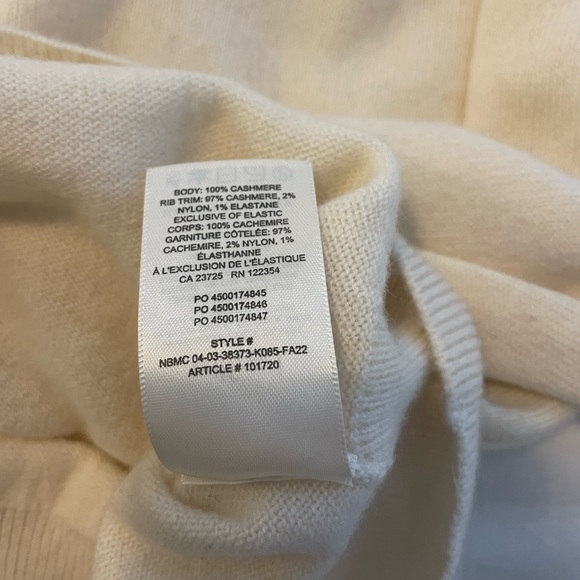 BODY: 100% CASHMERE
RIB TRIM: 97% CASHMERE, 2%
NYLON, 1% ELASTANE
EXCLUSIVE OF ELASTIC
CORPS: 100% CACHEMIRE
GARNITURE CÔTELÉE: 97%
CACHEMIRE, 2% NYLON, 1%
ÉLASTHANNE
À L'EXCLUSION DE L'ÉLASTIQUE
CA 23725 RN 122354
PO 4500174845
PO 4500174846
PO 4500174847
STYLE #
NBMC 04-03-38373-K085-FA22
ARTICLE # 101720